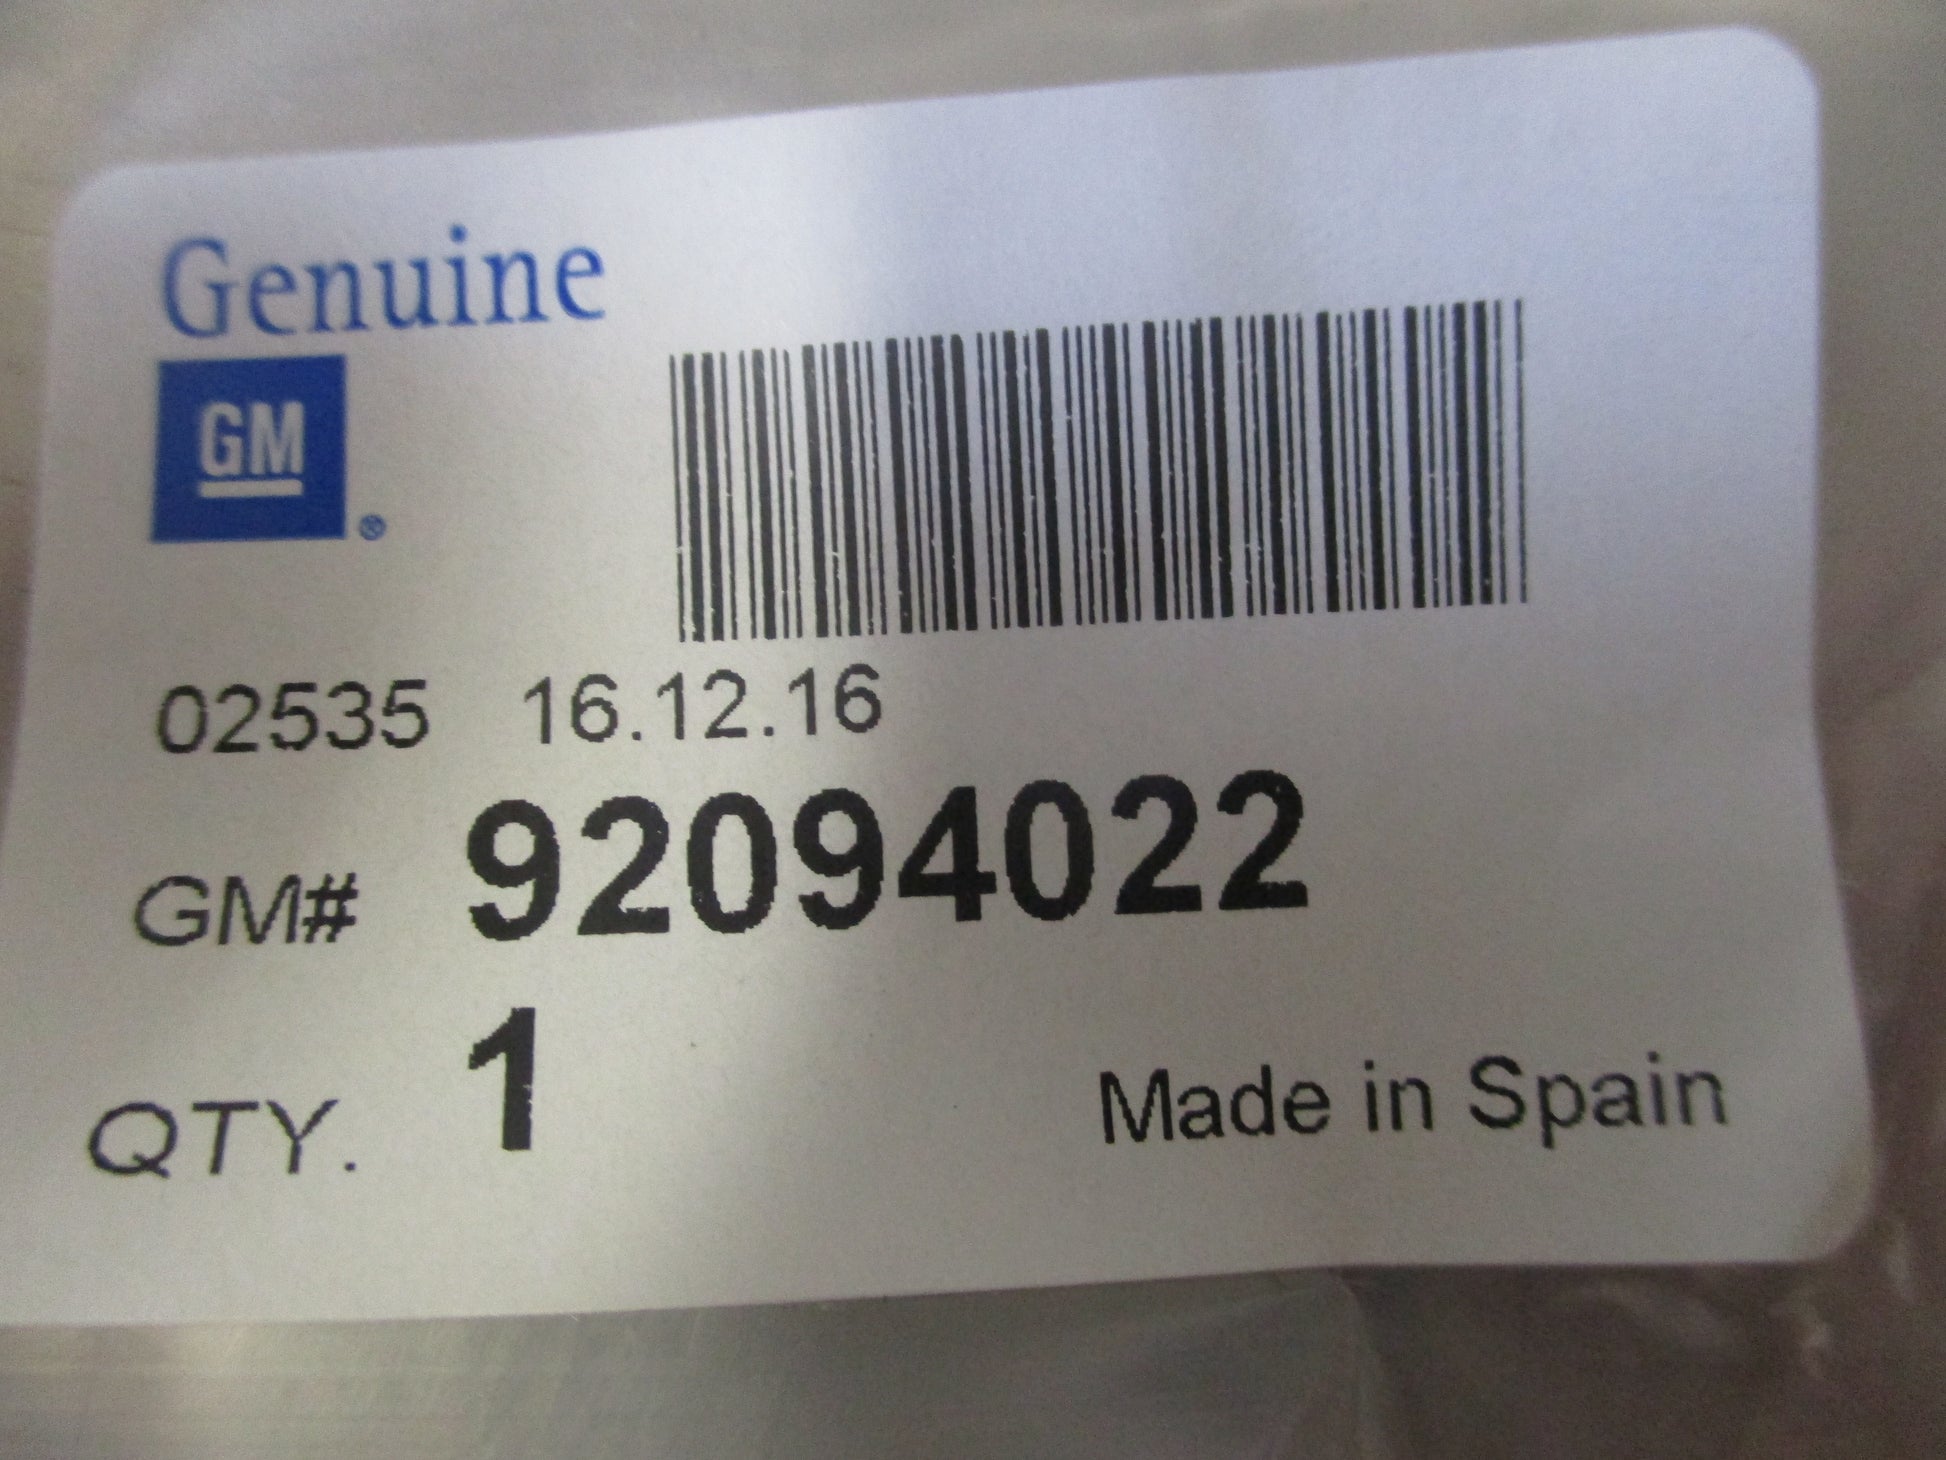 Genuine
GM ®
02535 16.12.16
GM# 92094022
QTY. 1
Made in Spain